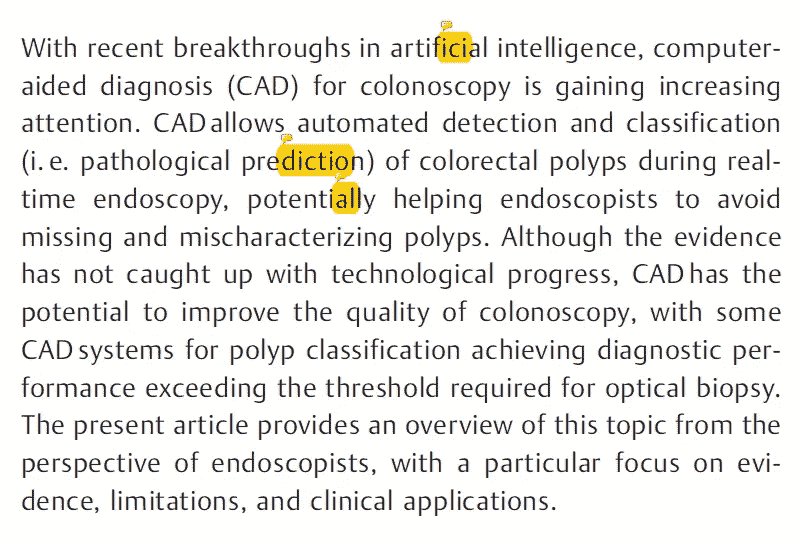 With recent breakthroughs in artificial intelligence, computer-
aided diagnosis (CAD) for colonoscopy is gaining increasing
attention. CAD allows automated detection and classification
(i. e. pathological prediction) of colorectal polyps during real-
time endoscopy, potentially helping endoscopists to avoid
missing and mischaracterizing polyps. Although the evidence
has not caught up with technological progress, CAD has the
potential to improve the quality of colonoscopy, with some
CAD systems for polyp classification achieving diagnostic per-
formance exceeding the threshold required for optical biopsy.
The present article provides an overview of this topic from the
perspective of endoscopists, with a particular focus on evi-
dence, limitations, and clinical applications.